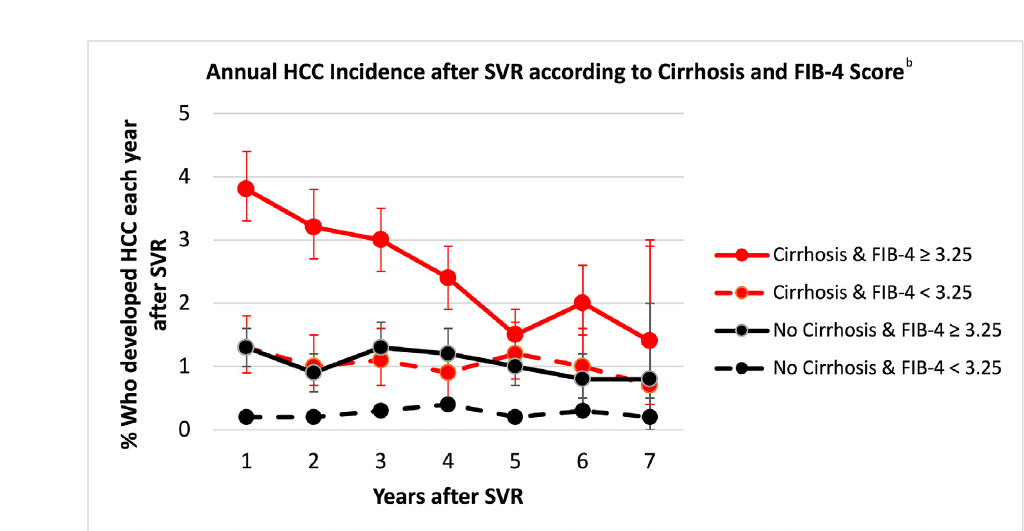 Annual HCC Incidence after SVR according to Cirrhosis and FIB-4 Score b
% Who developed HCC each year
after SVR
5
4
3
2
1
0
1 2 3 4 5 6 7
Years after SVR
Cirrhosis & FIB-4 ≥ 3.25
Cirrhosis & FIB-4 < 3.25
No Cirrhosis & FIB-4 ≥ 3.25
No Cirrhosis & FIB-4 < 3.25